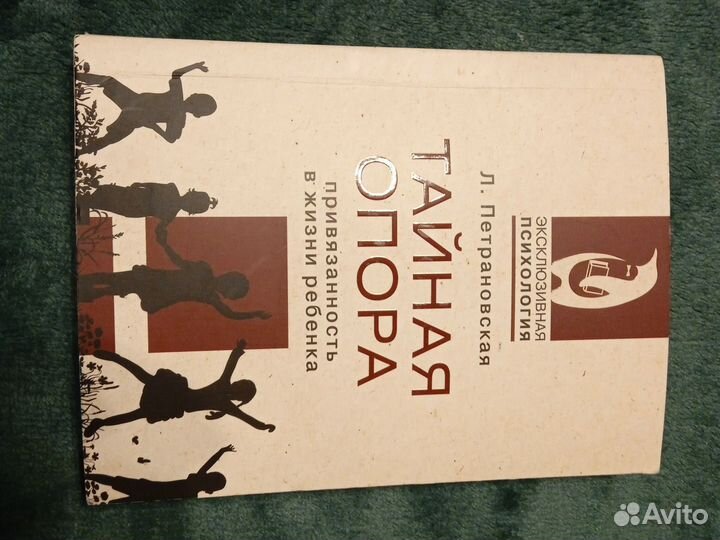 ЭКСКЛЮЗИВНАЯ
ПСИХОЛОГИЯ
Л. Петрановская
ТАЙНАЯ
ОПОРА
привязанность
в жизни ребенка
Avito